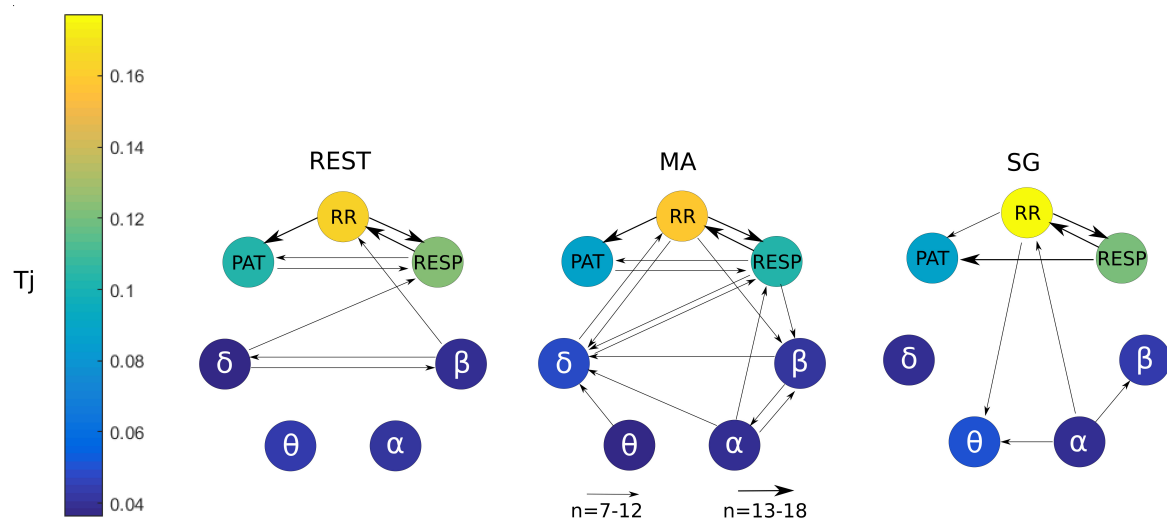 Tj
0.16
0.14
0.12
0.1
0.08
0.06
0.04
REST
RR
PAT
RESP
δ
β
θ
α
MA
RR
PAT
RESP
δ
β
θ
α
n=7-12
n=13-18
SG
RR
PAT
RESP
δ
β
θ
α